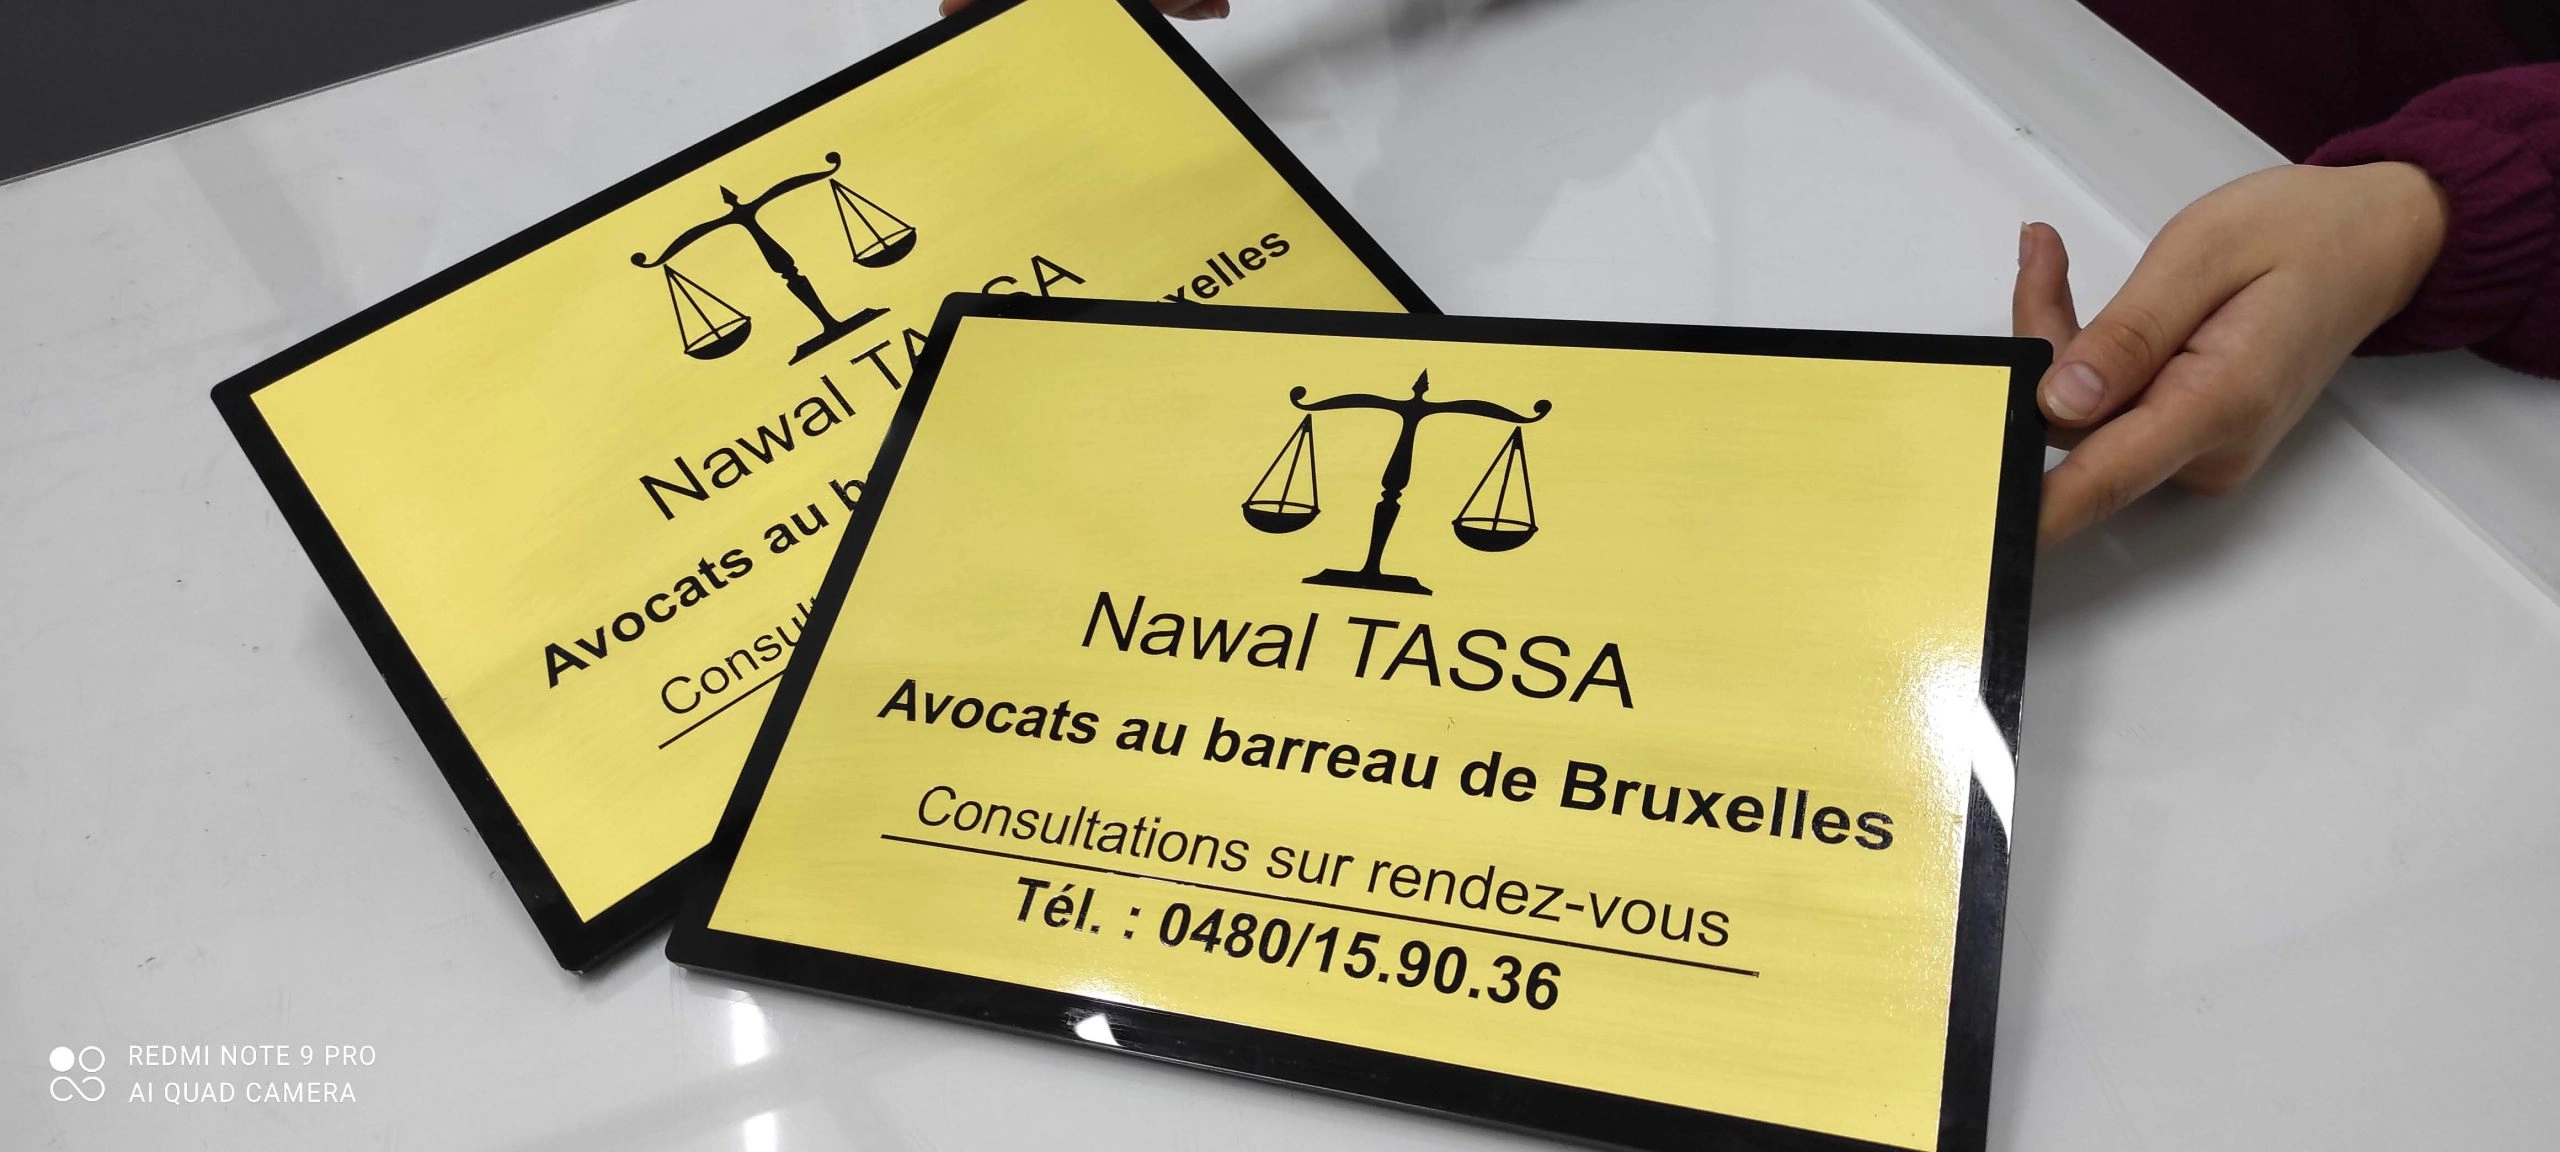 Nawal TASSA
Avocats au
Nawal TASSA
Avocats au barreau de Bruxelles
Consultations sur rendez-vous
Tél. : 0480/15.90.36
REDMI NOTE 9 PRO
AI QUAD CAMERA